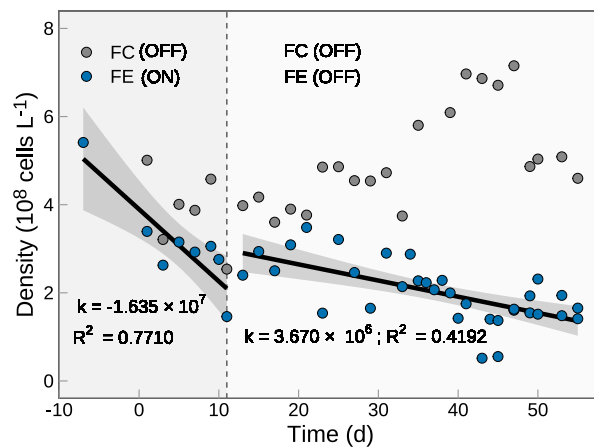 8
6
4
2
0
Density (10⁸ cells L⁻¹)
FC (OFF)
FE (ON)
FC (OFF)
FE (OFF)
k = -1.635 × 10⁷
R² = 0.7710
k = 3.670 × 10⁶ ; R² = 0.4192
-10 0 10 20 30 40 50
Time (d)